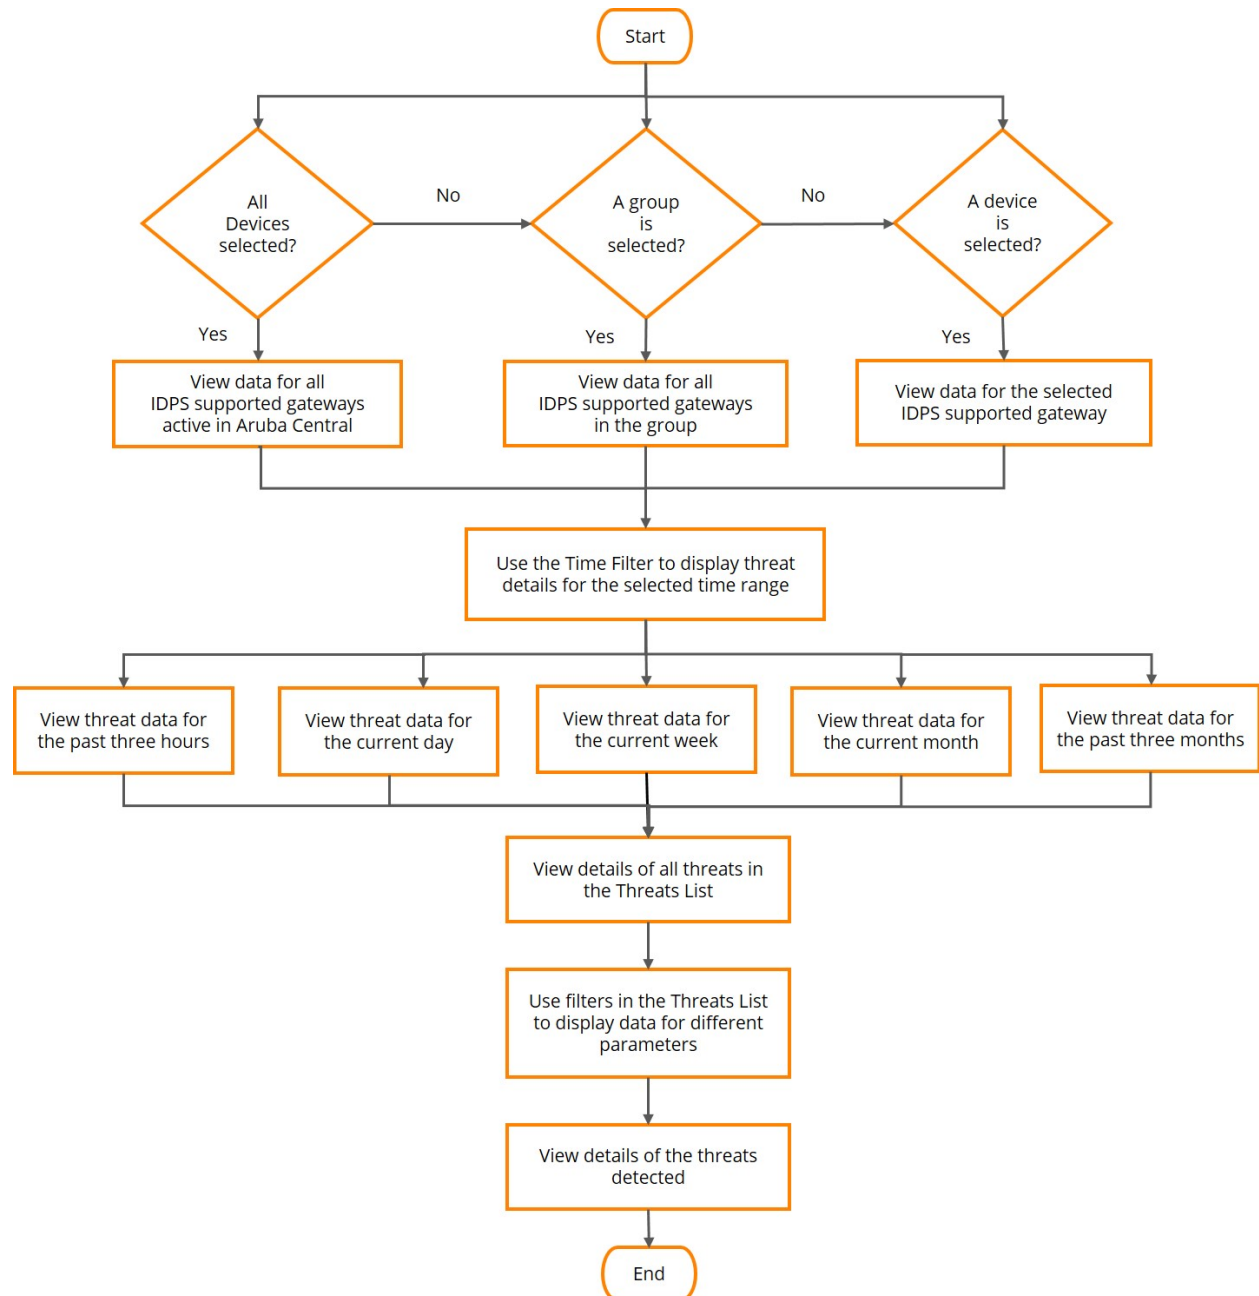 Start
All
Devices
selected?
No
A group
is
selected?
No
A device
is
selected?
Yes
Yes
Yes
View data for all
IDPS supported gateways
active in Aruba Central
View data for all
IDPS supported gateways
in the group
View data for the selected
IDPS supported gateway
Use the Time Filter to display threat
details for the selected time range
View threat data for
the past three hours
View threat data for
the current day
View threat data for
the current week
View threat data for
the current month
View threat data for
the past three months
View details of all threats in
the Threats List
Use filters in the Threats List
to display data for different
parameters
View details of the threats
detected
End